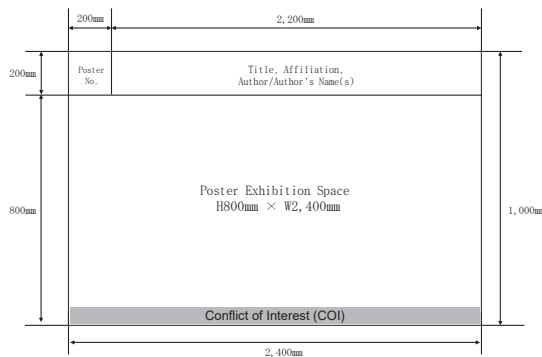 200mm
2,200mm
200mm
Poster
No.
Title, Affiliation,
Author/Author's Name(s)
Poster Exhibition Space
H800mm × W2,400mm
800mm
1,000mm
Conflict of Interest (COI)
2,400mm